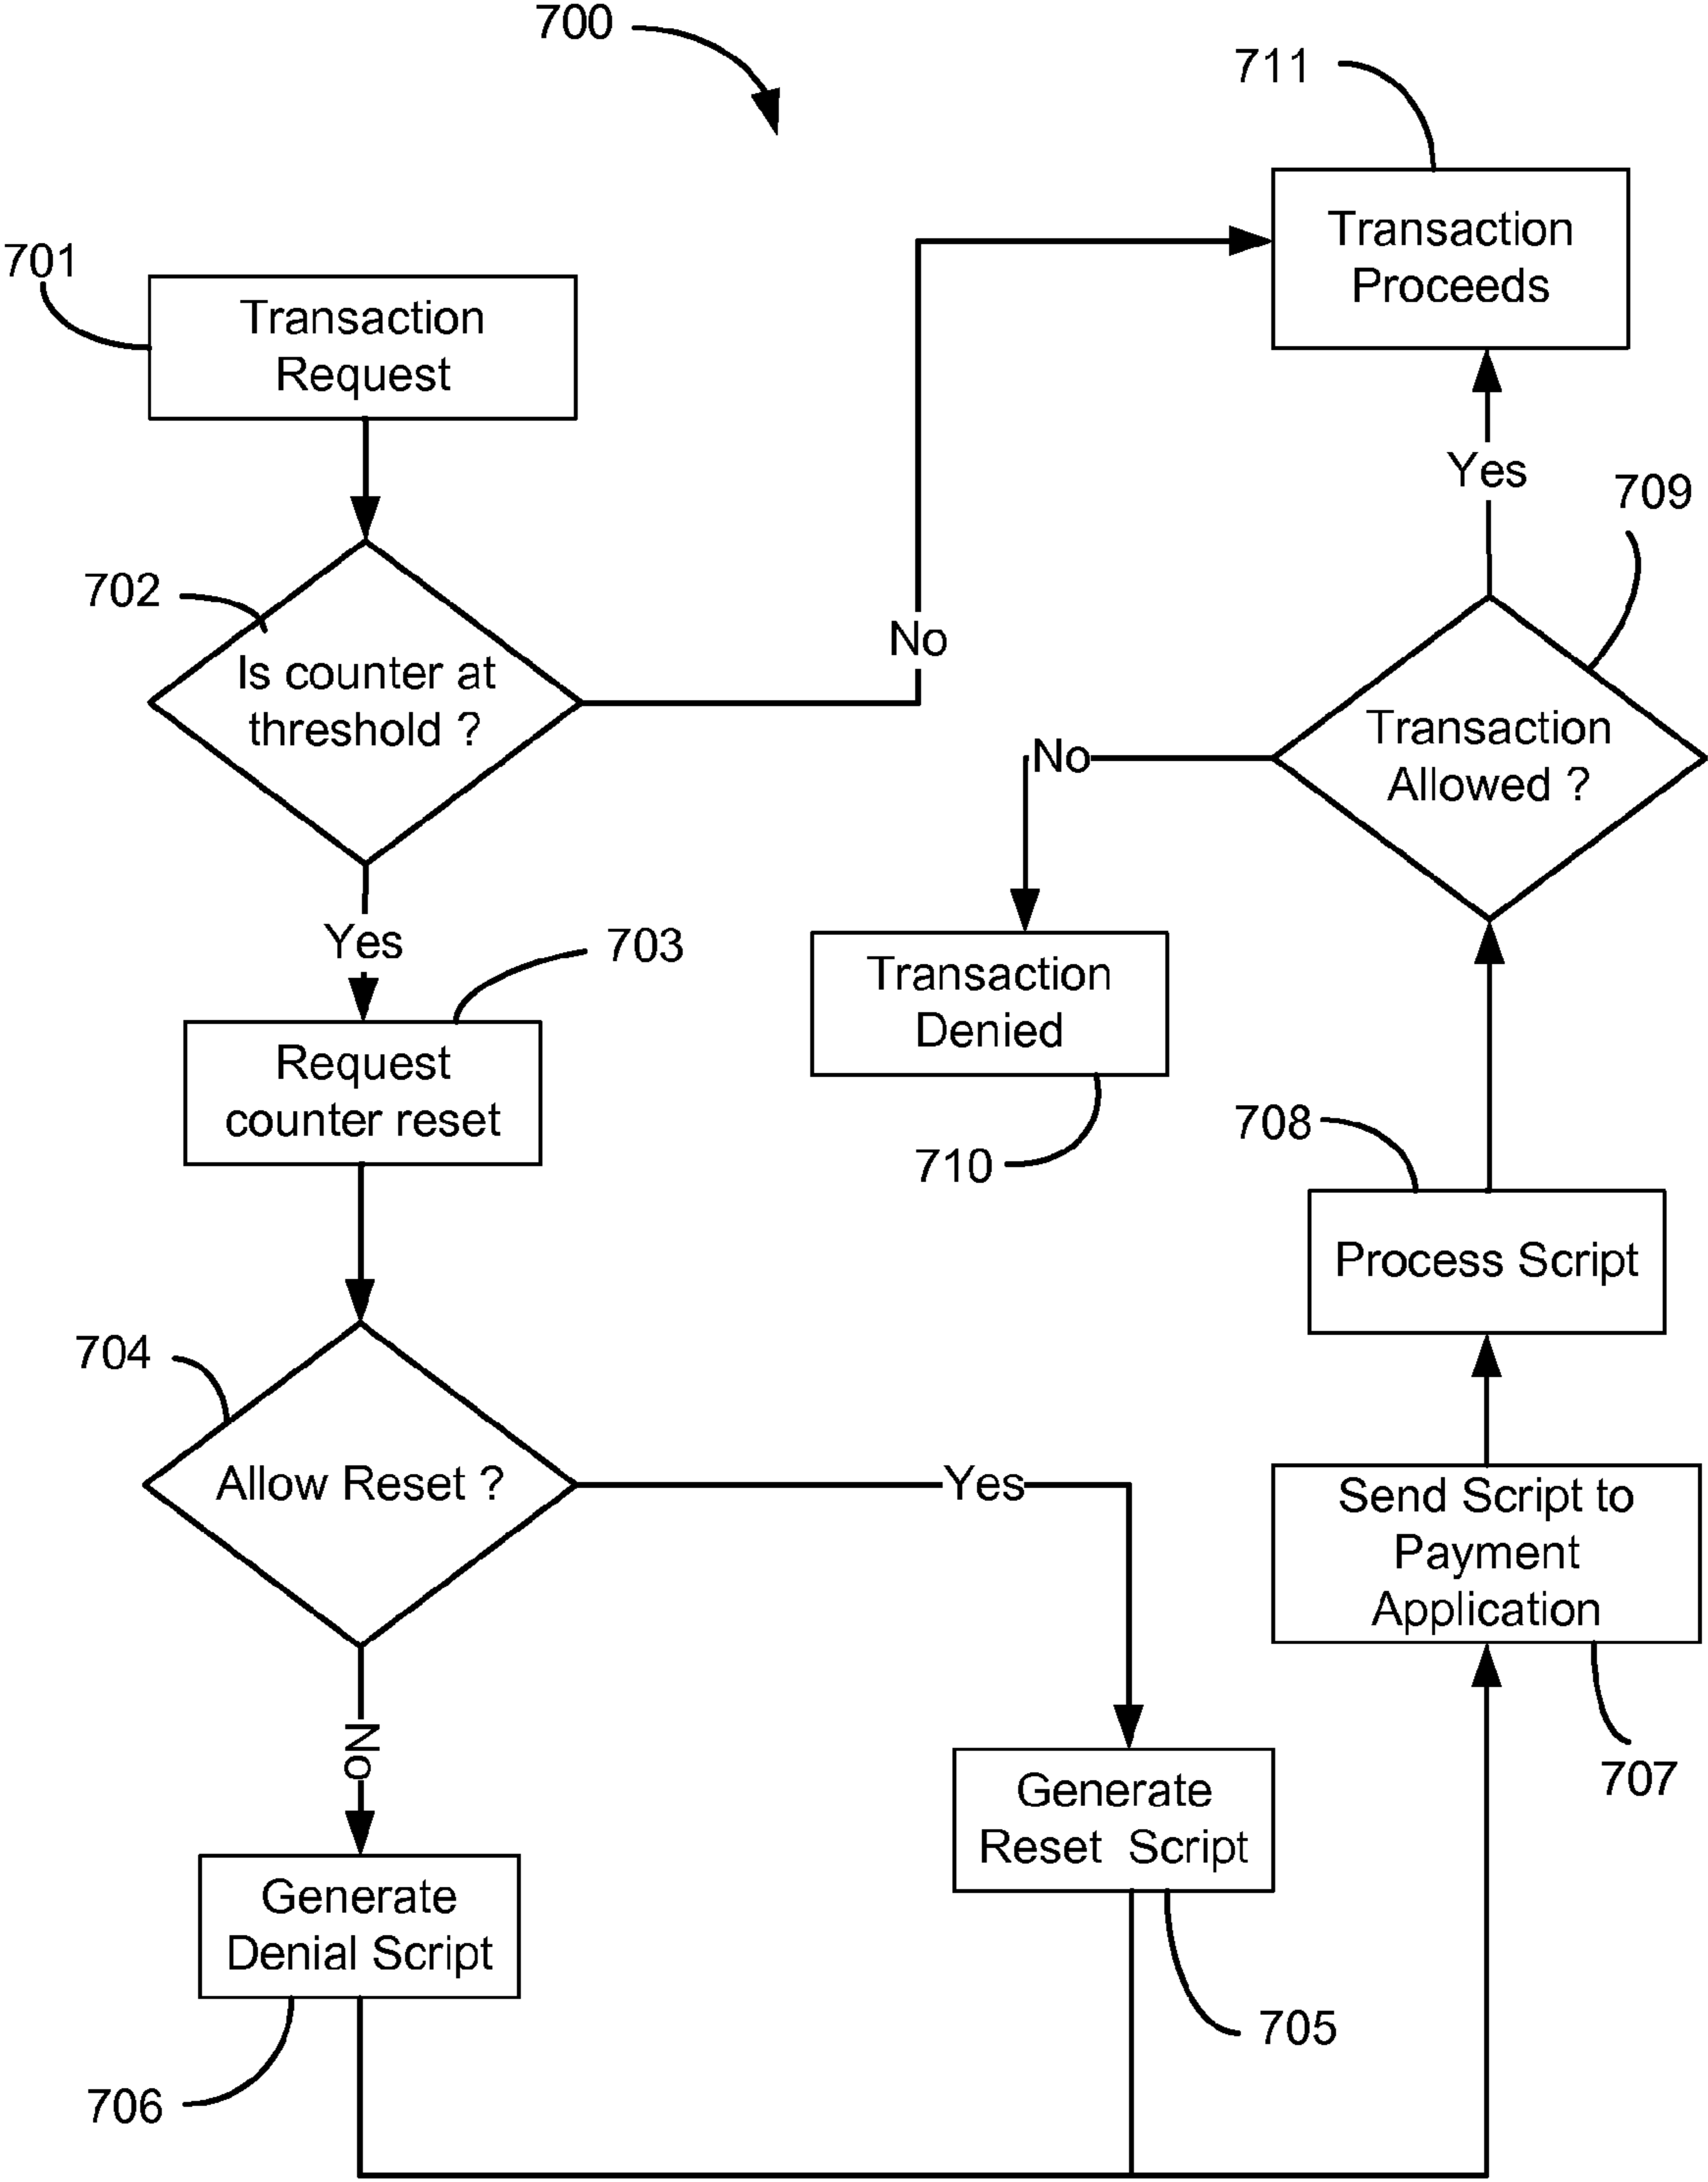 700
711
Transaction
Proceeds
701
Transaction
Request
Yes
709
702
Is counter at
threshold ?
No
Transaction
Allowed ?
No
Yes
703
Transaction
Denied
Request
counter reset
710
708
Process Script
704
Allow Reset ?
Yes
Send Script to
Payment
Application
No
707
Generate
Reset Script
Generate
Denial Script
705
706